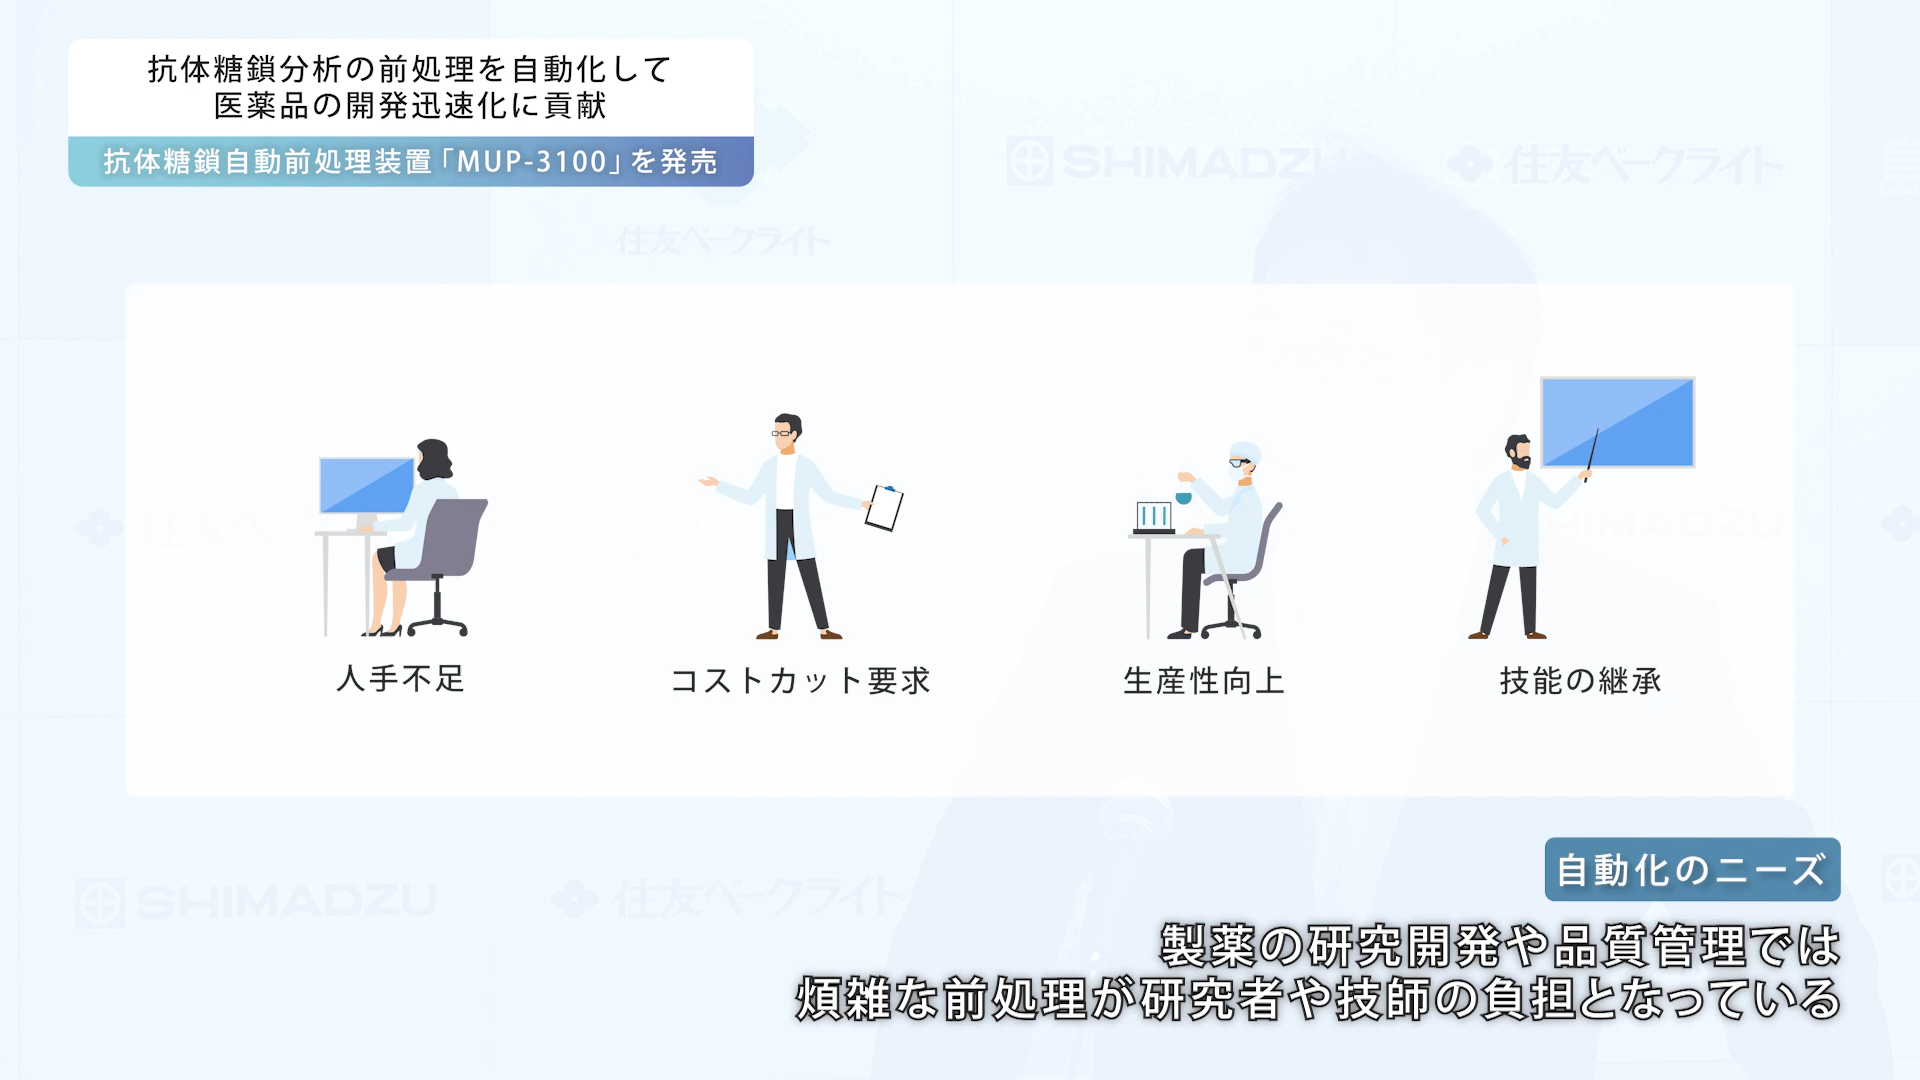 抗体糖鎖分析の前処理を自動化して
医薬品の開発迅速化に貢献
抗体糖鎖自動前処理装置「MUP-3100」を発売
SHIMADZU
住友ベークライト
住友ベークライト
人手不足
コストカット要求
生産性向上
技能の継承
SHIMADZU
住友ベークライト
自動化のニーズ
製薬の研究開発や品質管理では
煩雑な前処理が研究者や技師の負担となっている